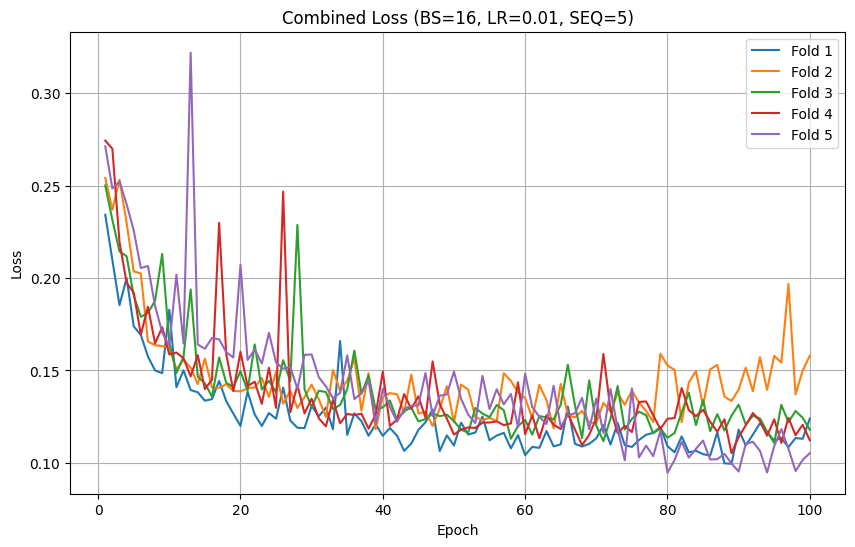 Combined Loss (BS=16, LR=0.01, SEQ=5)
Fold 1
Fold 2
Fold 3
Fold 4
Fold 5
Loss
0.30
0.25
0.20
0.15
0.10
0 20 40 60 80 100
Epoch